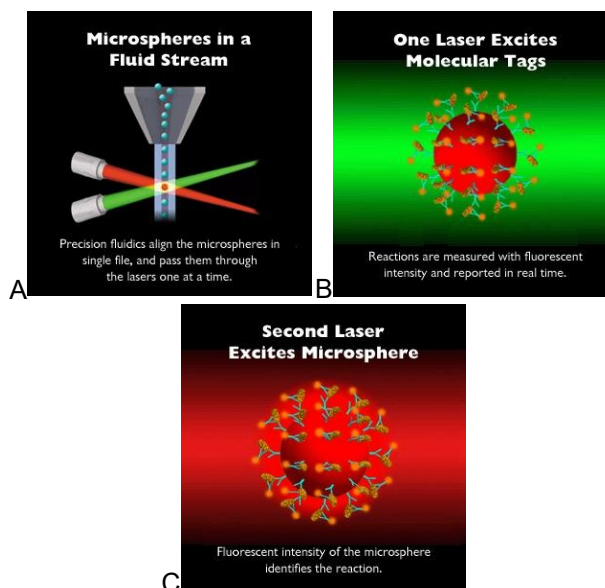 Microspheres in a
Fluid Stream
Precision fluidics align the microspheres in
single file, and pass them through
the lasers one at a time.
A
One Laser Excites
Molecular Tags
Reactions are measured with fluorescent
intensity and reported in real time.
B
Second Laser
Excites Microsphere
Fluorescent intensity of the microsphere
identifies the reaction.
C